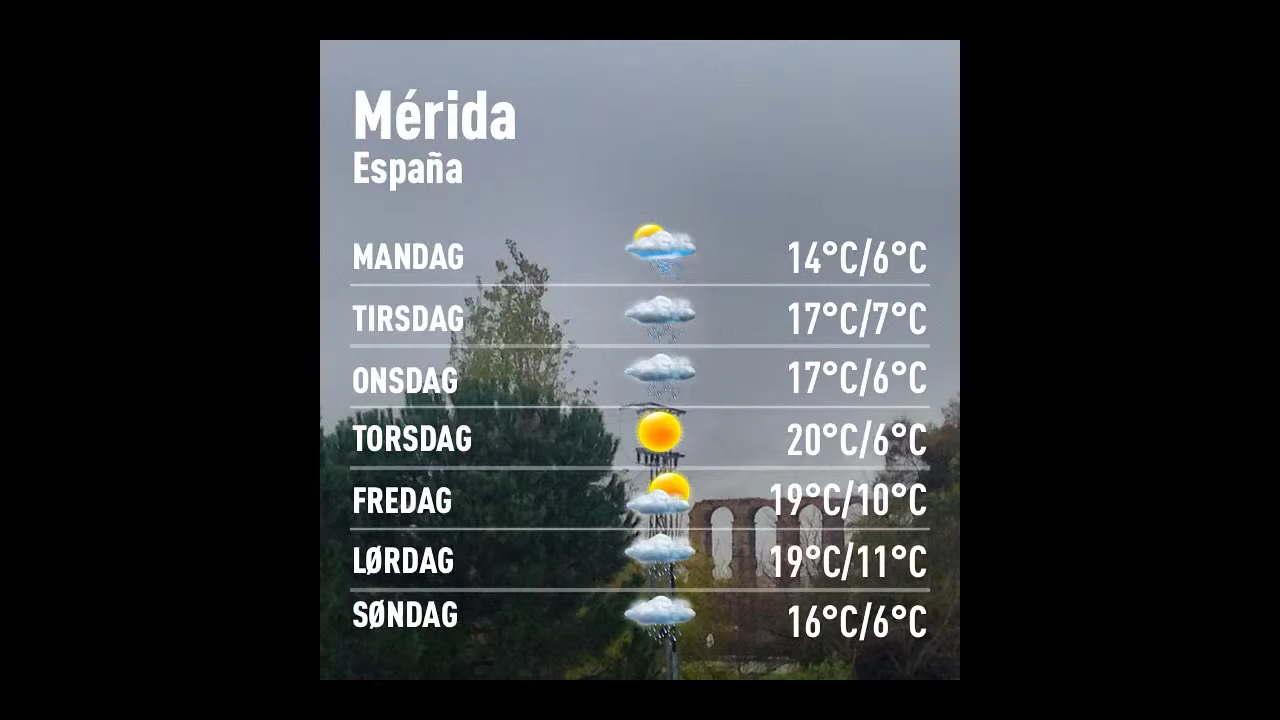 Mérida
España
MANDAG 14°C/6°C
TIRSDAG 17°C/7°C
ONSDAG 17°C/6°C
TORSDAG 20°C/6°C
FREDAG 19°C/10°C
LØRDAG 19°C/11°C
SØNDAG 16°C/6°C